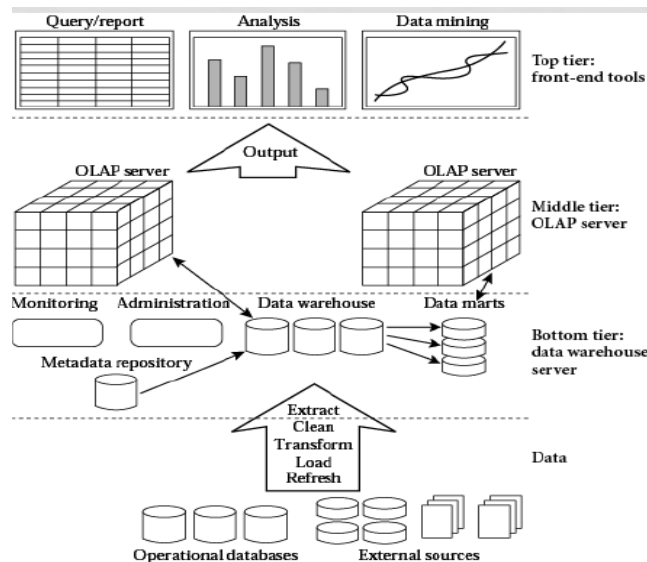 Query/report
Analysis
Data mining
Top tier:
front-end tools
Output
OLAP server
OLAP server
Middle tier:
OLAP server
Monitoring
Administration
Data warehouse
Data marts
Bottom tier:
data warehouse
server
Metadata repository
Extract
Clean
Transform
Load
Refresh
Data
Operational databases
External sources